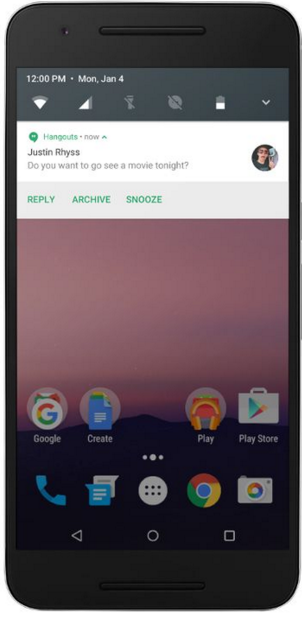 12:00 PM • Mon, Jan 4
Hangouts • now
Justin Rhyss
Do you want to go see a movie tonight?
REPLY ARCHIVE SNOOZE
Google Create Play Play Store